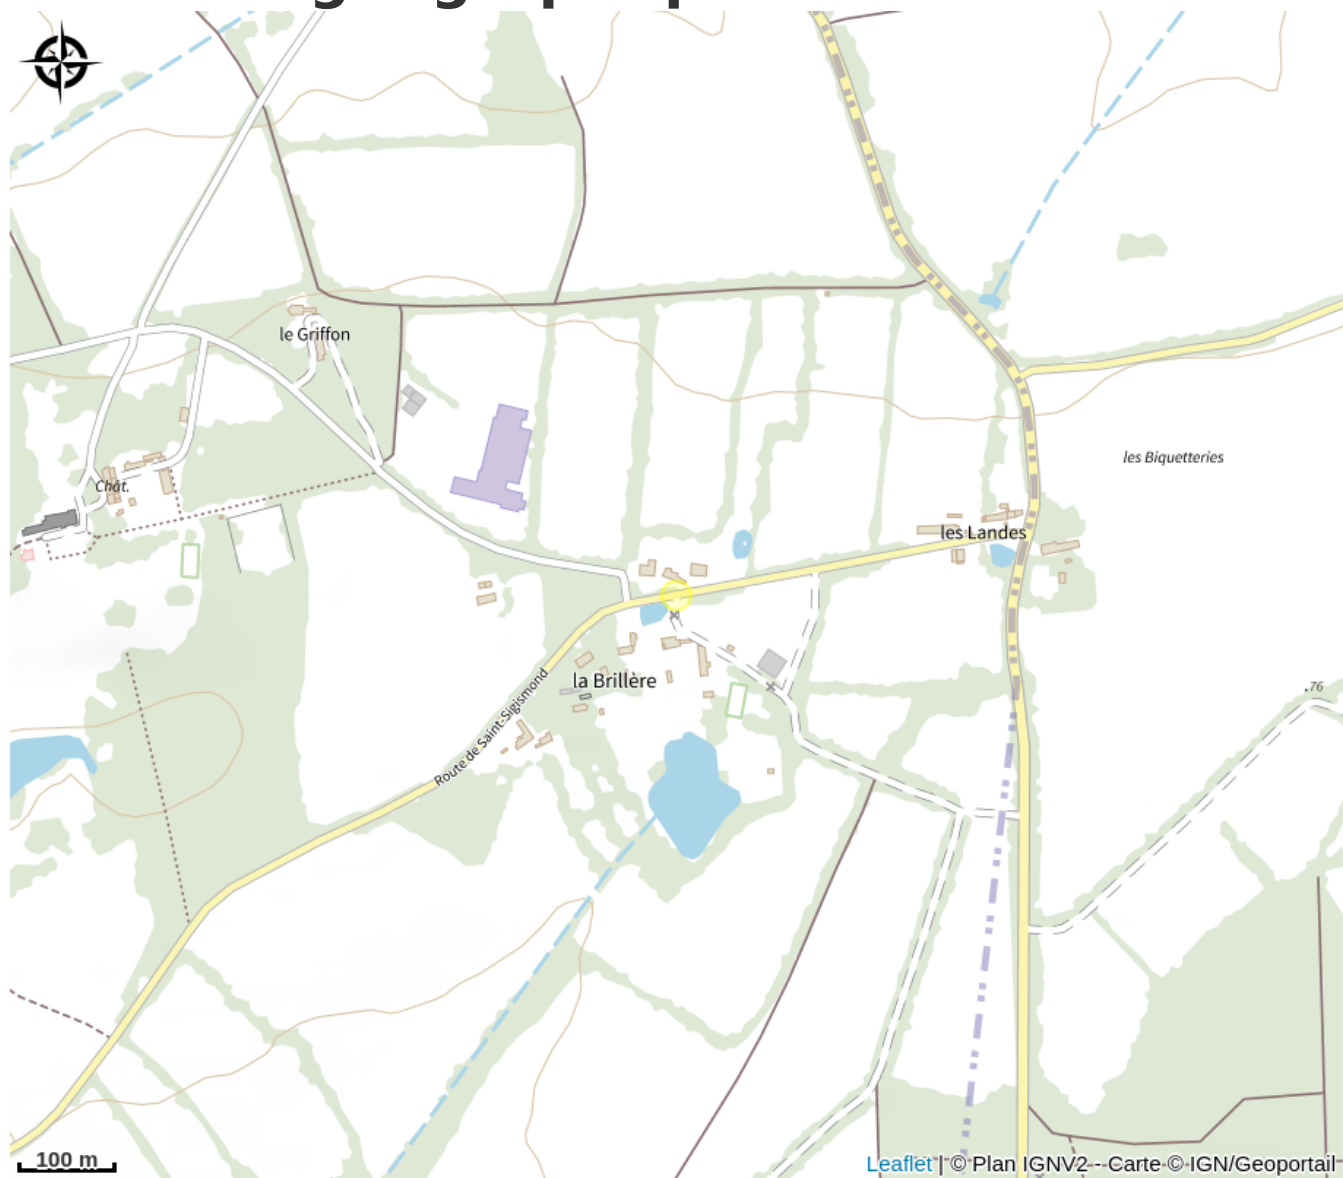 le Griffon
les Biquetteries
Chât.
les Landes
la Brillère
Route de Saint-Sigismond
.76
100 m
Leaflet | © Plan IGNV2 - Carte © IGN/Geoportail